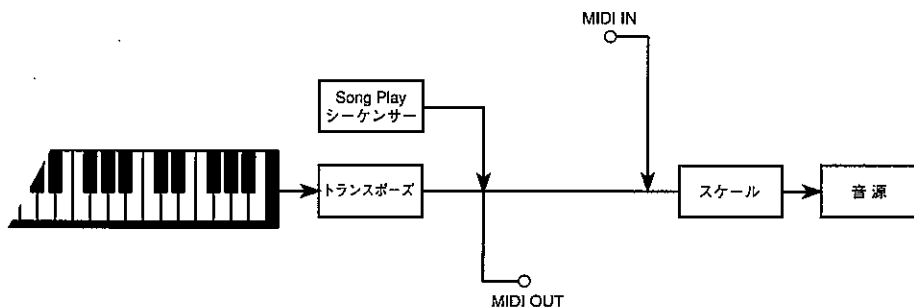 MIDI IN
Song Play
シーケンサー
トランスポーズ
スケール
音源
MIDI OUT